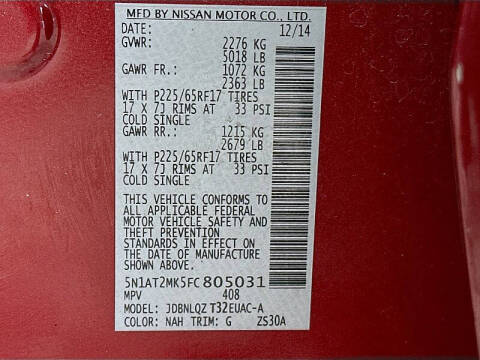 MFD BY NISSAN MOTOR CO., LTD.
DATE: 12/14
GVWR: 2276 KG
5018 LB
GAWR FR.: 1072 KG
2363 LB
WITH P225/65RF17 TIRES
17 X 7J RIMS AT 33 PSI
COLD SINGLE
GAWR RR.: 1215 KG
2679 LB
WITH P225/65RF17 TIRES
17 X 7J RIMS AT 33 PSI
COLD SINGLE
THIS VEHICLE CONFORMS TO
ALL APPLICABLE FEDERAL
MOTOR VEHICLE SAFETY AND
THEFT PREVENTION
STANDARDS IN EFFECT ON
THE DATE OF MANUFACTURE
SHOWN ABOVE.
5N1AT2MK5FC805031
MPV 408
MODEL: JDBNLQZ T32EUAC-A
COLOR: NAH TRIM: G ZS30A